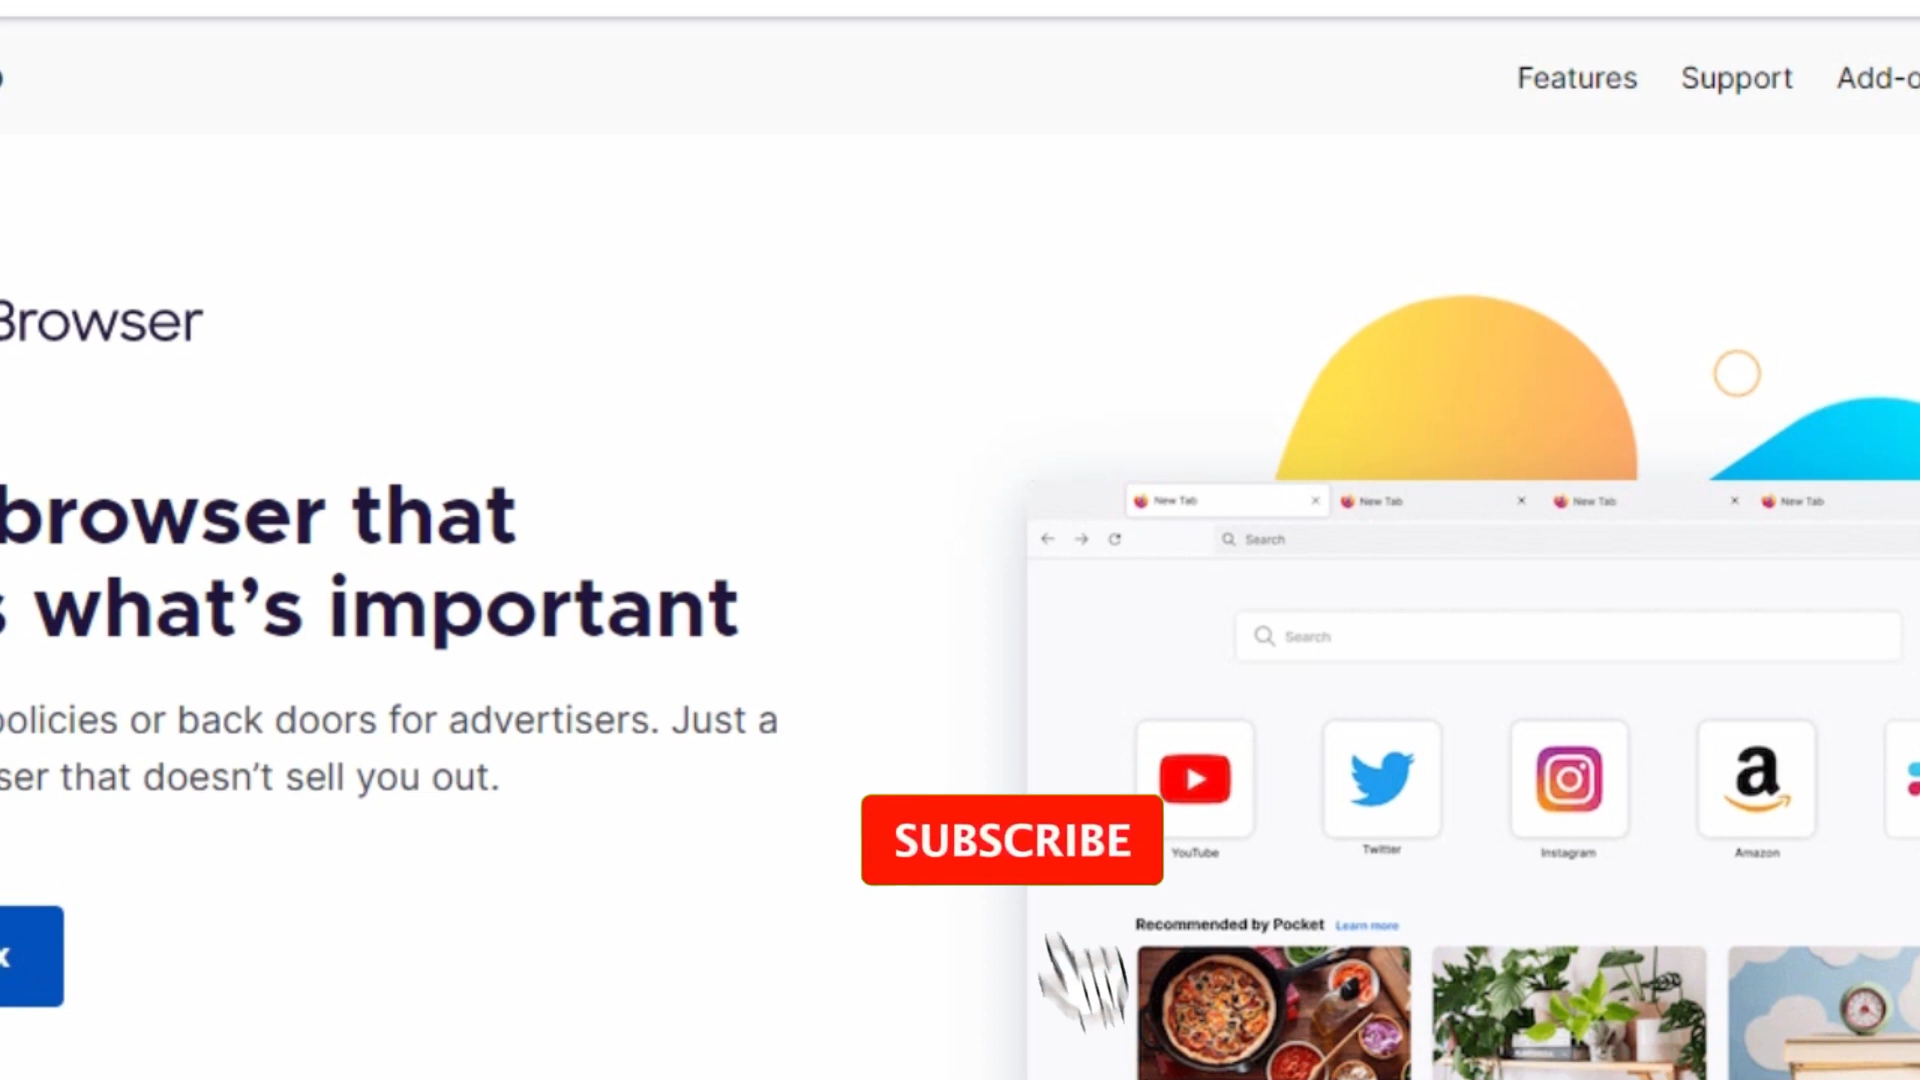 Features Support Add-o
Browser
browser that
s what’s important
policies or back doors for advertisers. Just a
ser that doesn’t sell you out.
x
New Tab New Tab New Tab New Tab
Search
Search
SUBSCRIBE
YouTube Twitter Instagram Amazon
Recommended by Pocket Learn more